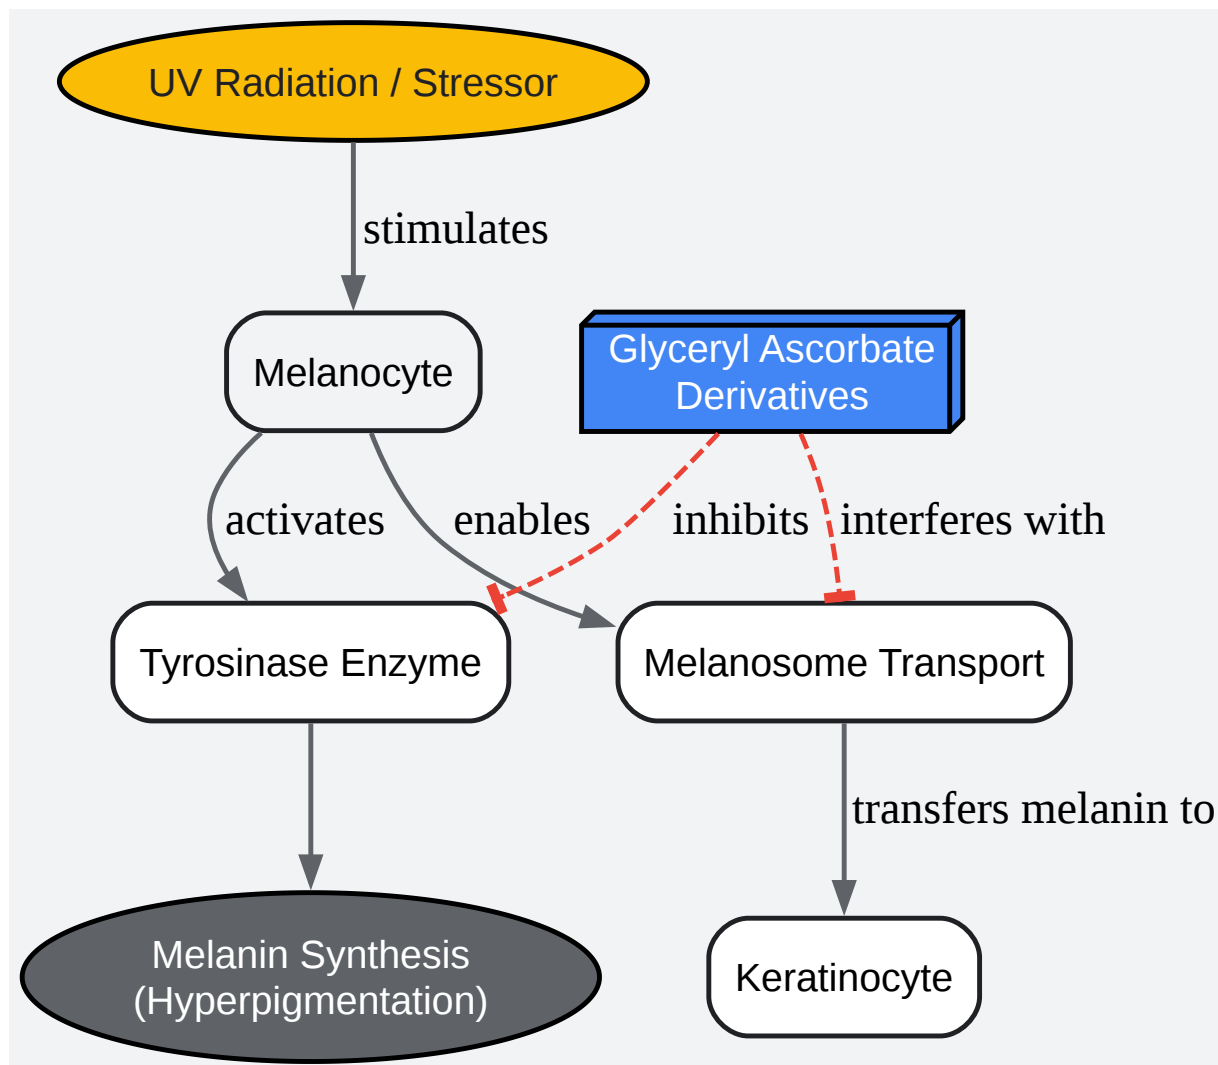 UV Radiation / Stressor
stimulates
Melanocyte
Glyceryl Ascorbate
Derivatives
activates
enables
inhibits
interferes with
Tyrosinase Enzyme
Melanosome Transport
transfers melanin to
Melanin Synthesis
(Hyperpigmentation)
Keratinocyte